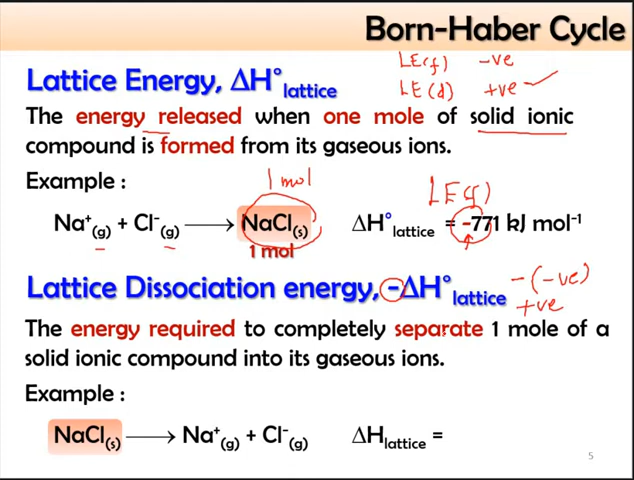 Born-Haber Cycle
LE(f) -ve
LE(d) +ve
Lattice Energy, ΔH°lattice
The energy released when one mole of solid ionic
compound is formed from its gaseous ions.
1 mol
Example :
LE(f)
Na⁺(g) + Cl⁻(g) ⟶ NaCl(s) ΔH°lattice = -771 kJ mol⁻¹
1 mol
Lattice Dissociation energy, -ΔH°lattice
-(-ve)
+ve
The energy required to completely separate 1 mole of a
solid ionic compound into its gaseous ions.
Example :
NaCl(s) ⟶ Na⁺(g) + Cl⁻(g) ΔHlattice =
5